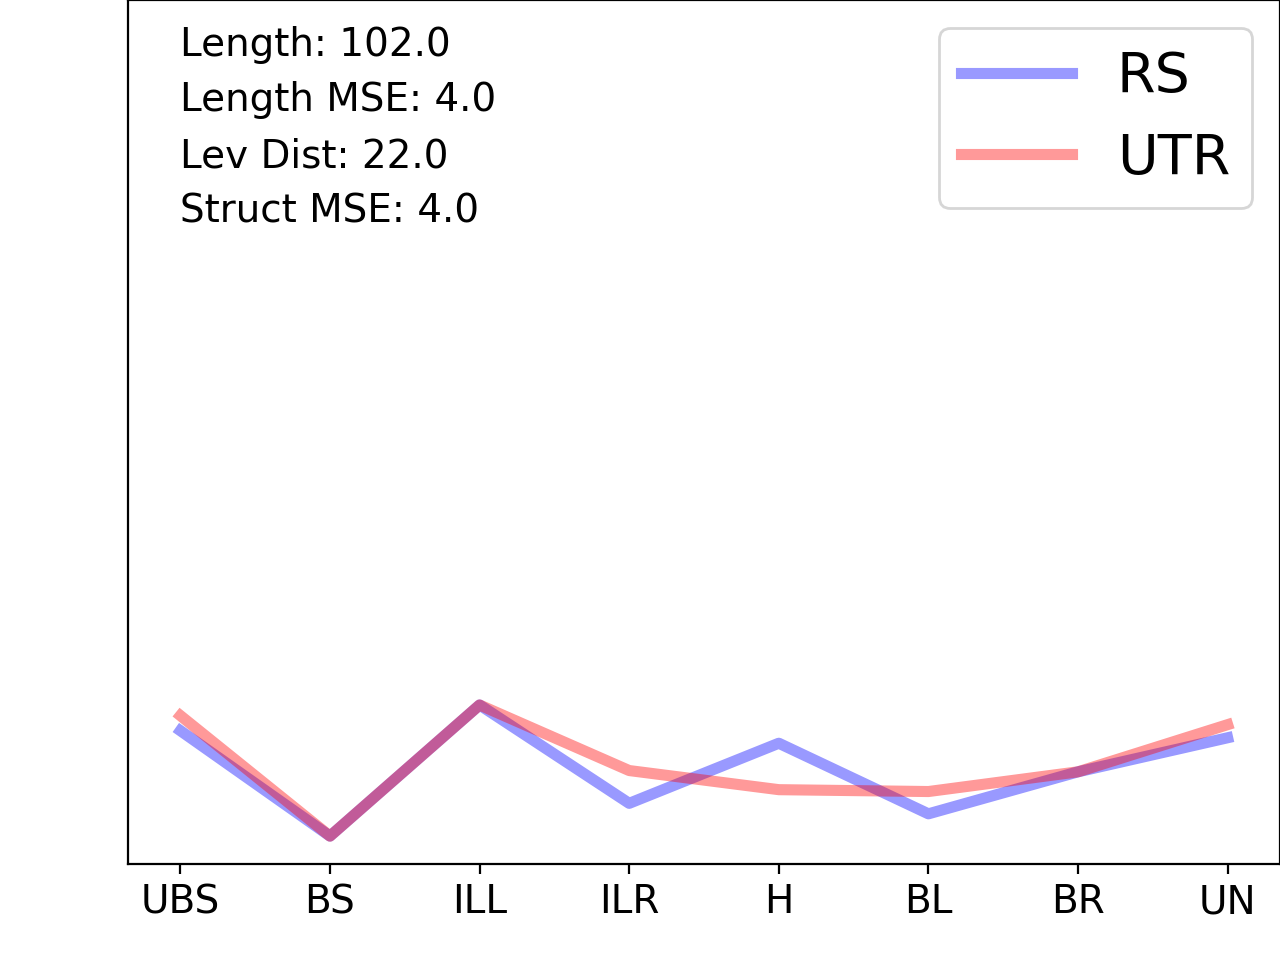 Length: 102.0
Length MSE: 4.0
Lev Dist: 22.0
Struct MSE: 4.0
RS
UTR
UBS BS ILL ILR H BL BR UN